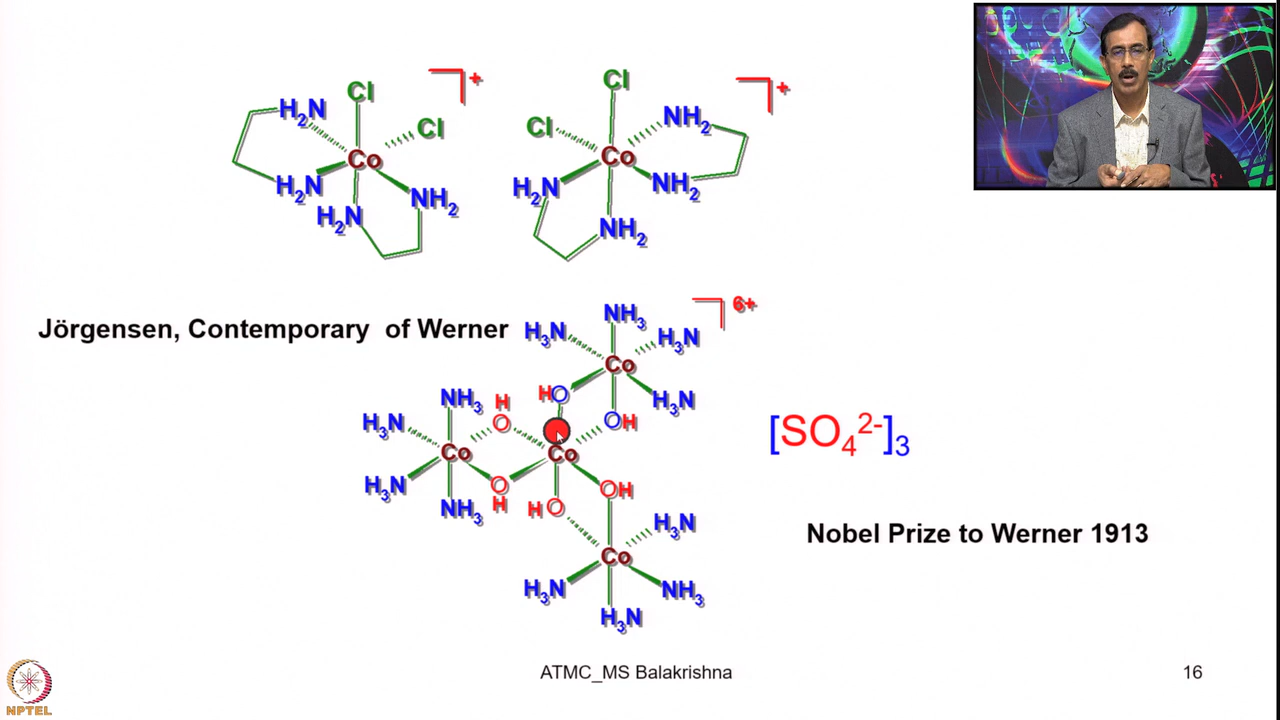 Cl
H₂N
Cl
Co
H₂N
NH₂
H₂N
+
Cl
Cl
NH₂
Co
H₂N
NH₂
NH₂
+
Jörgensen, Contemporary of Werner
6+
NH₃
H₃N
H₃N
Co
HO
H₃N
OH
NH₃
H
H₃N
O
Co
Co
H₃N
O
OH
H
HO
NH₃
H₃N
Co
H₃N
NH₃
H₃N
[SO₄²⁻]₃
Nobel Prize to Werner 1913
ATMC_MS Balakrishna
16
NPTEL